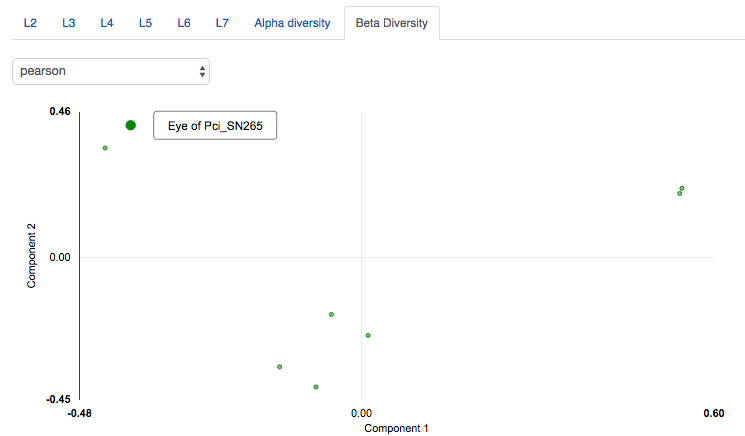 L2 L3 L4 L5 L6 L7 Alpha diversity Beta Diversity
pearson
0.46
Eye of Pci_SN265
Component 2
0.00
-0.45
-0.48 0.00 0.60
Component 1